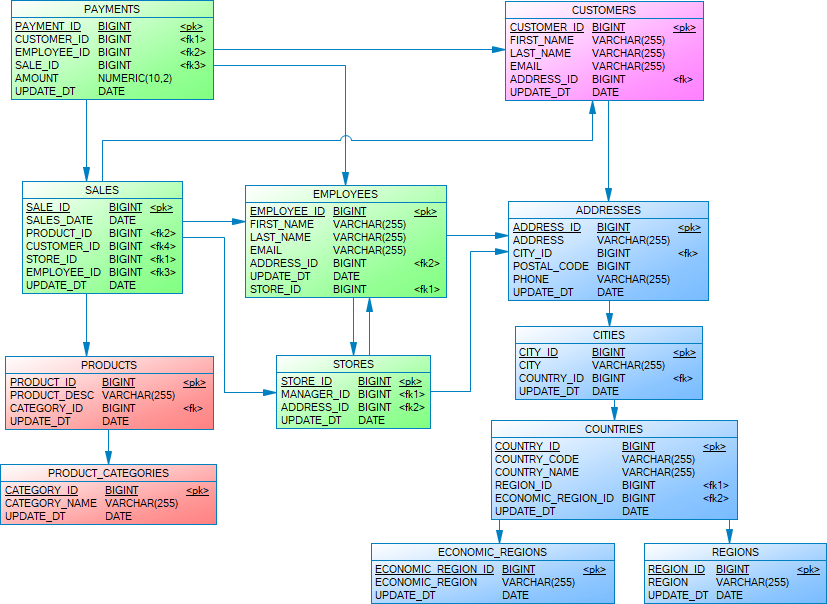 PAYMENTS
PAYMENT_ID BIGINT <pk>
CUSTOMER_ID BIGINT <fk1>
EMPLOYEE_ID BIGINT <fk2>
SALE_ID BIGINT <fk3>
AMOUNT NUMERIC(10,2)
UPDATE_DT DATE
CUSTOMERS
CUSTOMER_ID BIGINT <pk>
FIRST_NAME VARCHAR(255)
LAST_NAME VARCHAR(255)
EMAIL VARCHAR(255)
ADDRESS_ID BIGINT <fk>
UPDATE_DT DATE
SALES
SALE_ID BIGINT <pk>
SALES_DATE DATE
PRODUCT_ID BIGINT <fk2>
CUSTOMER_ID BIGINT <fk4>
STORE_ID BIGINT <fk1>
EMPLOYEE_ID BIGINT <fk3>
UPDATE_DT DATE
EMPLOYEES
EMPLOYEE_ID BIGINT <pk>
FIRST_NAME VARCHAR(255)
LAST_NAME VARCHAR(255)
EMAIL VARCHAR(255)
ADDRESS_ID BIGINT <fk2>
UPDATE_DT DATE
STORE_ID BIGINT <fk1>
ADDRESSES
ADDRESS_ID BIGINT <pk>
ADDRESS VARCHAR(255)
CITY_ID BIGINT <fk>
POSTAL_CODE BIGINT
PHONE VARCHAR(255)
UPDATE_DT DATE
CITIES
CITY_ID BIGINT <pk>
CITY VARCHAR(255)
COUNTRY_ID BIGINT <fk>
UPDATE_DT DATE
PRODUCTS
PRODUCT_ID BIGINT <pk>
PRODUCT_DESC VARCHAR(255)
CATEGORY_ID BIGINT <fk>
UPDATE_DT DATE
STORES
STORE_ID BIGINT <pk>
MANAGER_ID BIGINT <fk1>
ADDRESS_ID BIGINT <fk2>
UPDATE_DT DATE
COUNTRIES
COUNTRY_ID BIGINT <pk>
COUNTRY_CODE VARCHAR(255)
COUNTRY_NAME VARCHAR(255)
REGION_ID BIGINT <fk1>
ECONOMIC_REGION_ID BIGINT <fk2>
UPDATE_DT DATE
PRODUCT_CATEGORIES
CATEGORY_ID BIGINT <pk>
CATEGORY_NAME VARCHAR(255)
UPDATE_DT DATE
ECONOMIC_REGIONS
ECONOMIC_REGION_ID BIGINT <pk>
ECONOMIC_REGION VARCHAR(255)
UPDATE_DT DATE
REGIONS
REGION_ID BIGINT <pk>
REGION VARCHAR(255)
UPDATE_DT DATE